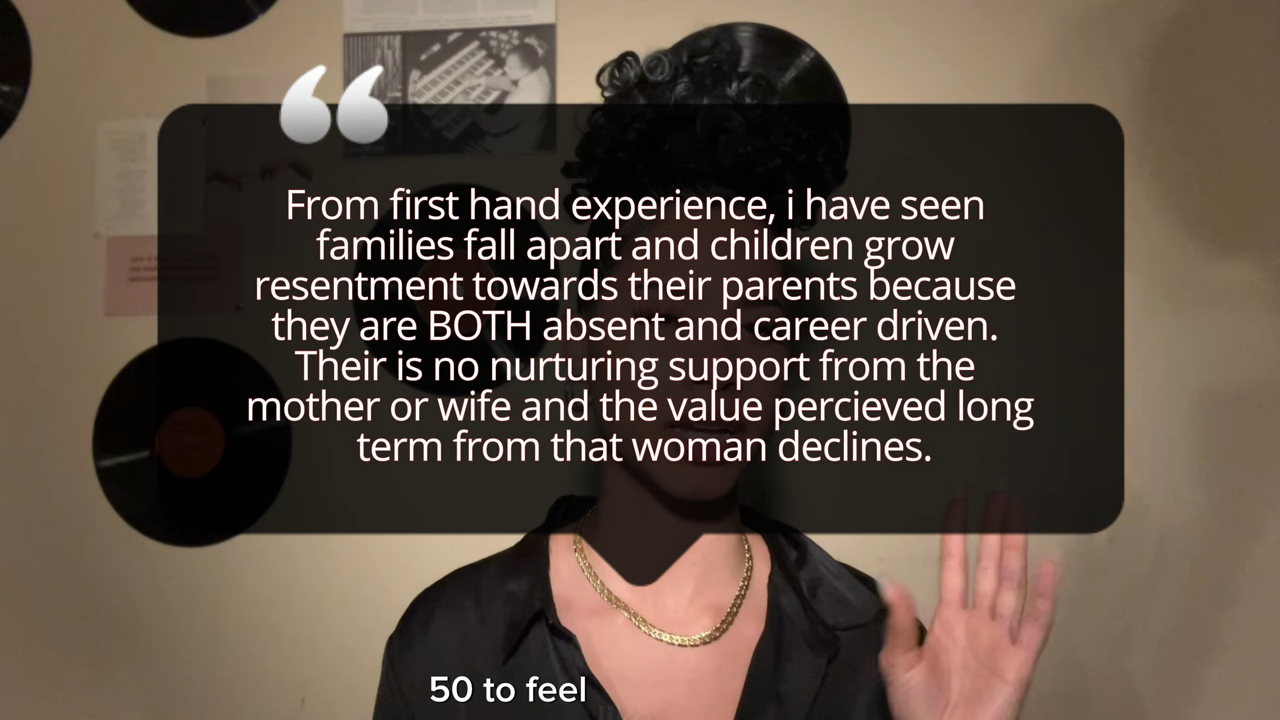 From first hand experience, i have seen
families fall apart and children grow
resentment towards their parents because
they are BOTH absent and career driven.
Their is no nurturing support from the
mother or wife and the value percieved long
term from that woman declines.
50 to feel